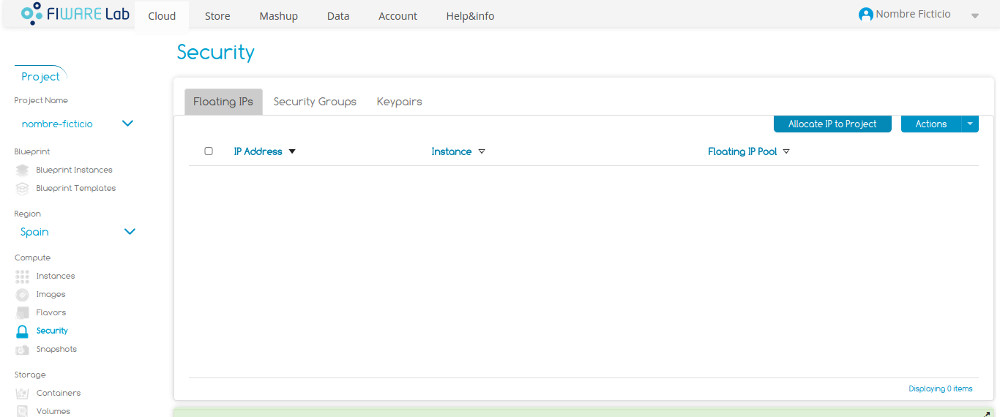 FIWARE Lab Cloud Store Mashup Data Account Help&info Nombre Ficticio
Security
Project
Project Name
nombre-ficticio
Blueprint
Blueprint Instances
Blueprint Templates
Region
Spain
Compute
Instances
Images
Flavors
Security
Snapshots
Storage
Containers
Volumes
Floating IPs Security Groups Keypairs
Allocate IP to Project Actions
IP Address Instance Floating IP Pool
Displaying 0 items